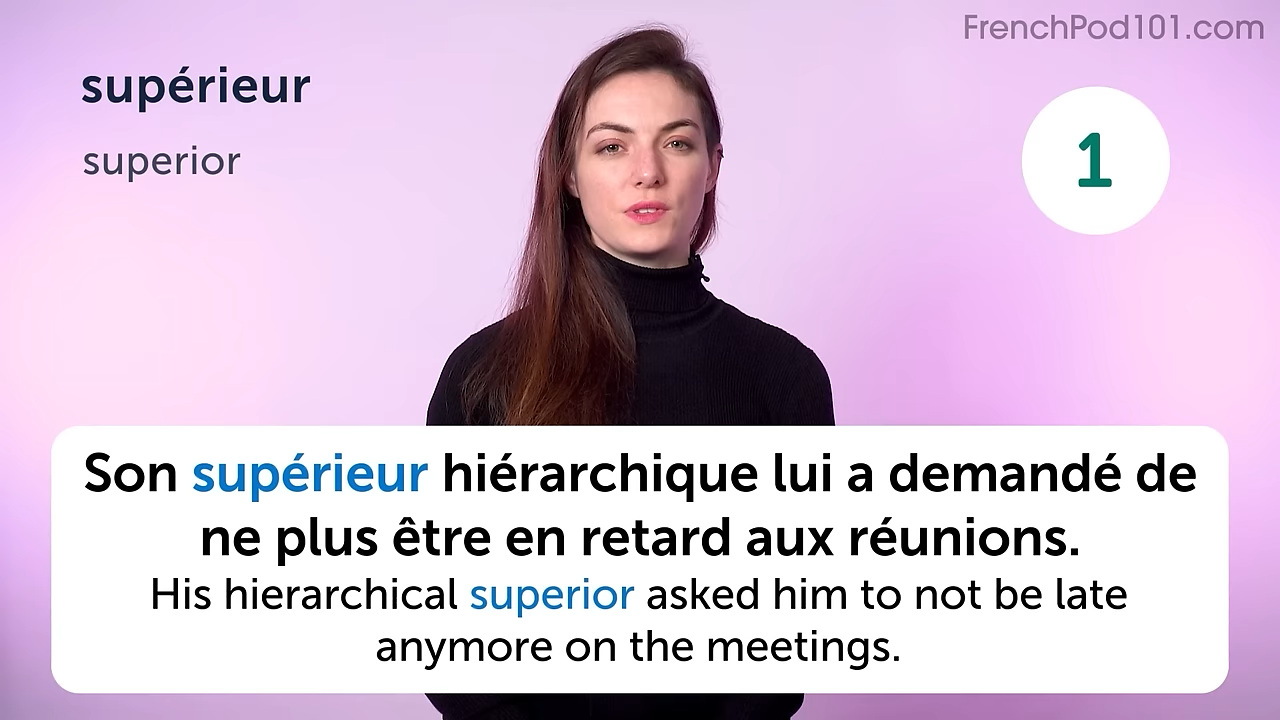 FrenchPod101.com
supérieur
superior
1
Son supérieur hiérarchique lui a demandé de
ne plus être en retard aux réunions.
His hierarchical superior asked him to not be late
anymore on the meetings.